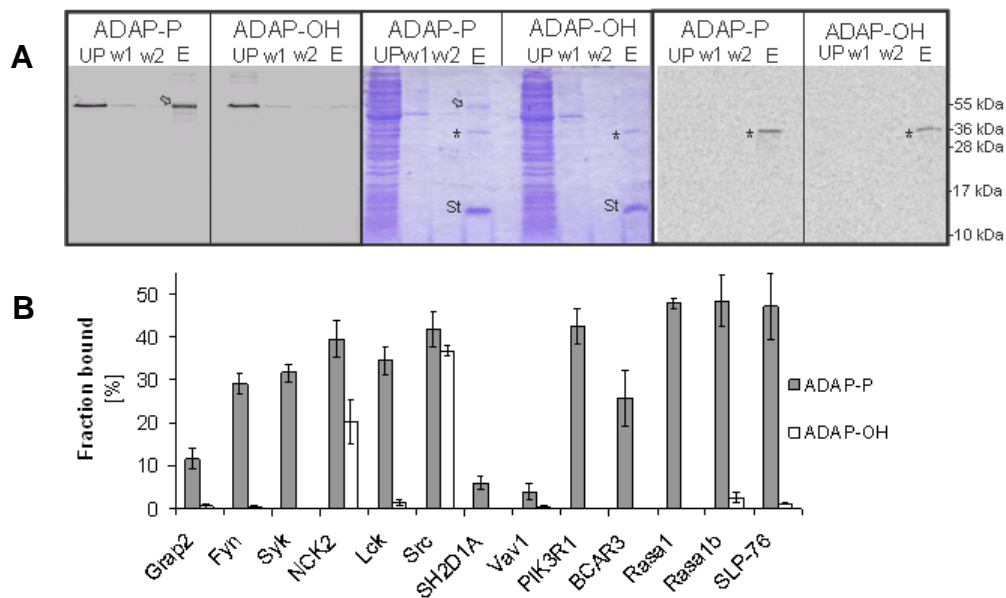 A
ADAP-P ADAP-OH ADAP-P ADAP-OH ADAP-P ADAP-OH
UP w1 w2 E UP w1 w2 E UP w1 w2 E UP w1 w2 E UP w1 w2 E UP w1 w2 E
55 kDa
* * * * 36 kDa
28 kDa
17 kDa
St St
10 kDa
B
Fraction bound
[%]
50
40
30
20
10
0
ADAP-P
ADAP-OH
Grap2 Fyn Syk NCK2 Lck Src SH2D1A Vav1 PIK3R1 BCAR3 Rasa1 Rasa1b SLP-76